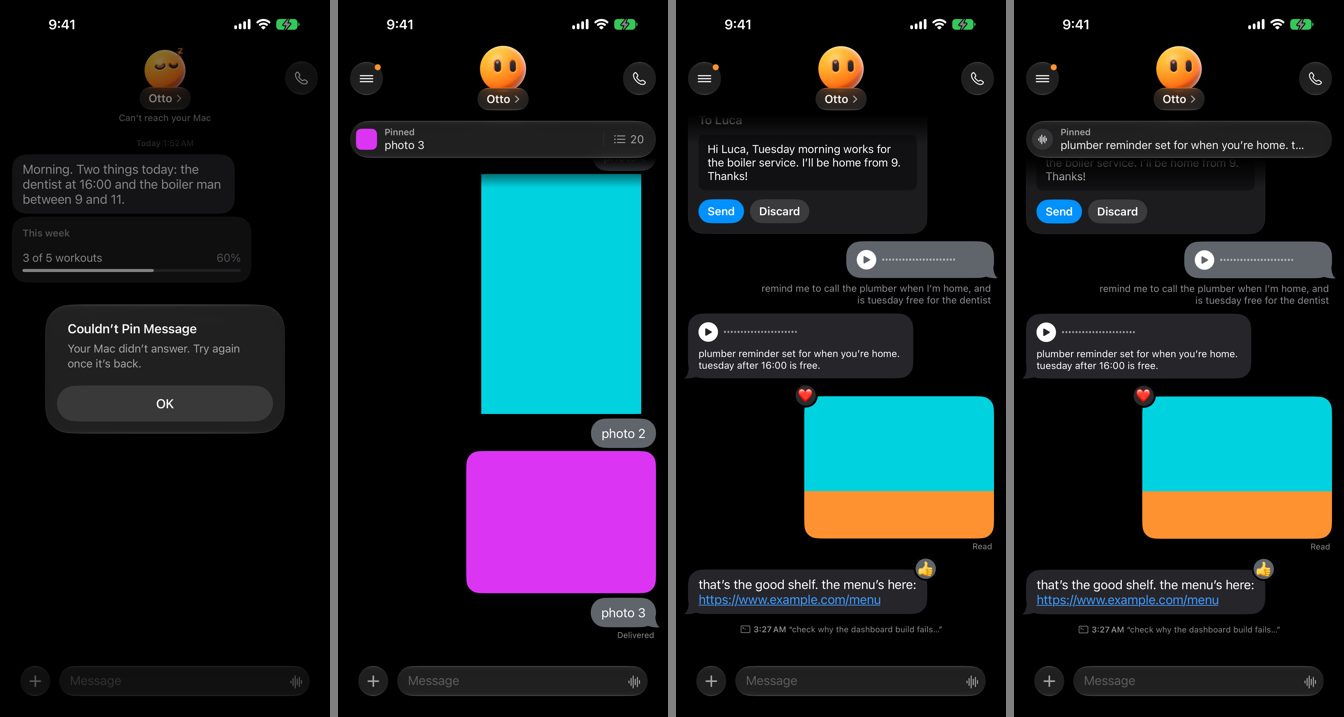 9:41
z
Otto >
Can’t reach your Mac
Today 1:52 AM
Morning. Two things today: the
dentist at 16:00 and the boiler man
between 9 and 11.
This week
3 of 5 workouts 60%
Couldn’t Pin Message
Your Mac didn’t answer. Try again
once it’s back.
OK
Message
9:41
Otto >
Pinned
photo 3
20
photo 2
photo 3
Delivered
Message
9:41
Otto >
To Luca
Hi Luca, Tuesday morning works for
the boiler service. I’ll be home from 9.
Thanks!
Send Discard
remind me to call the plumber when I’m home, and
is tuesday free for the dentist
plumber reminder set for when you’re home.
tuesday after 16:00 is free.
Read
that’s the good shelf. the menu’s here:
https://www.example.com/menu
3:27 AM “check why the dashboard build fails...”
Message
9:41
Otto >
Pinned
plumber reminder set for when you’re home. t...
the boiler service. I’ll be home from 9.
Thanks!
Send Discard
remind me to call the plumber when I’m home, and
is tuesday free for the dentist
plumber reminder set for when you’re home.
tuesday after 16:00 is free.
Read
that’s the good shelf. the menu’s here:
https://www.example.com/menu
3:27 AM “check why the dashboard build fails...”
Message